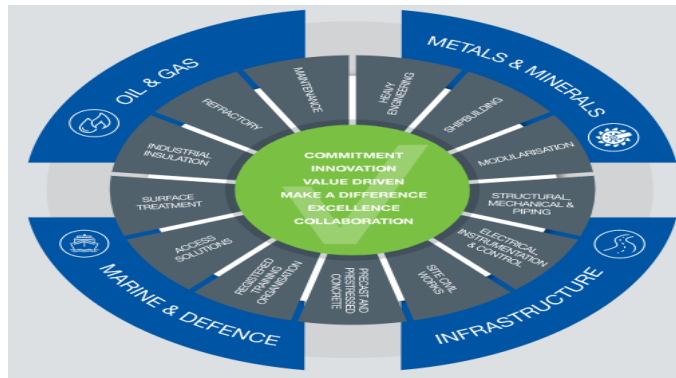 OIL & GAS
METALS & MINERALS
INFRASTRUCTURE
MARINE & DEFENCE
MAINTENANCE
HEAVY
ENGINEERING
SHIPBUILDING
MODULARISATION
STRUCTURAL,
MECHANICAL &
PIPING
ELECTRICAL,
INSTRUMENTATION
& CONTROL
SITE CIVIL
WORKS
PRECAST AND
PRESTRESSED
CONCRETE
REGISTERED
TRAINING
ORGANISATION
ACCESS
SOLUTIONS
SURFACE
TREATMENT
INDUSTRIAL
INSULATION
REFRACTORY
COMMITMENT
INNOVATION
VALUE DRIVEN
MAKE A DIFFERENCE
EXCELLENCE
COLLABORATION